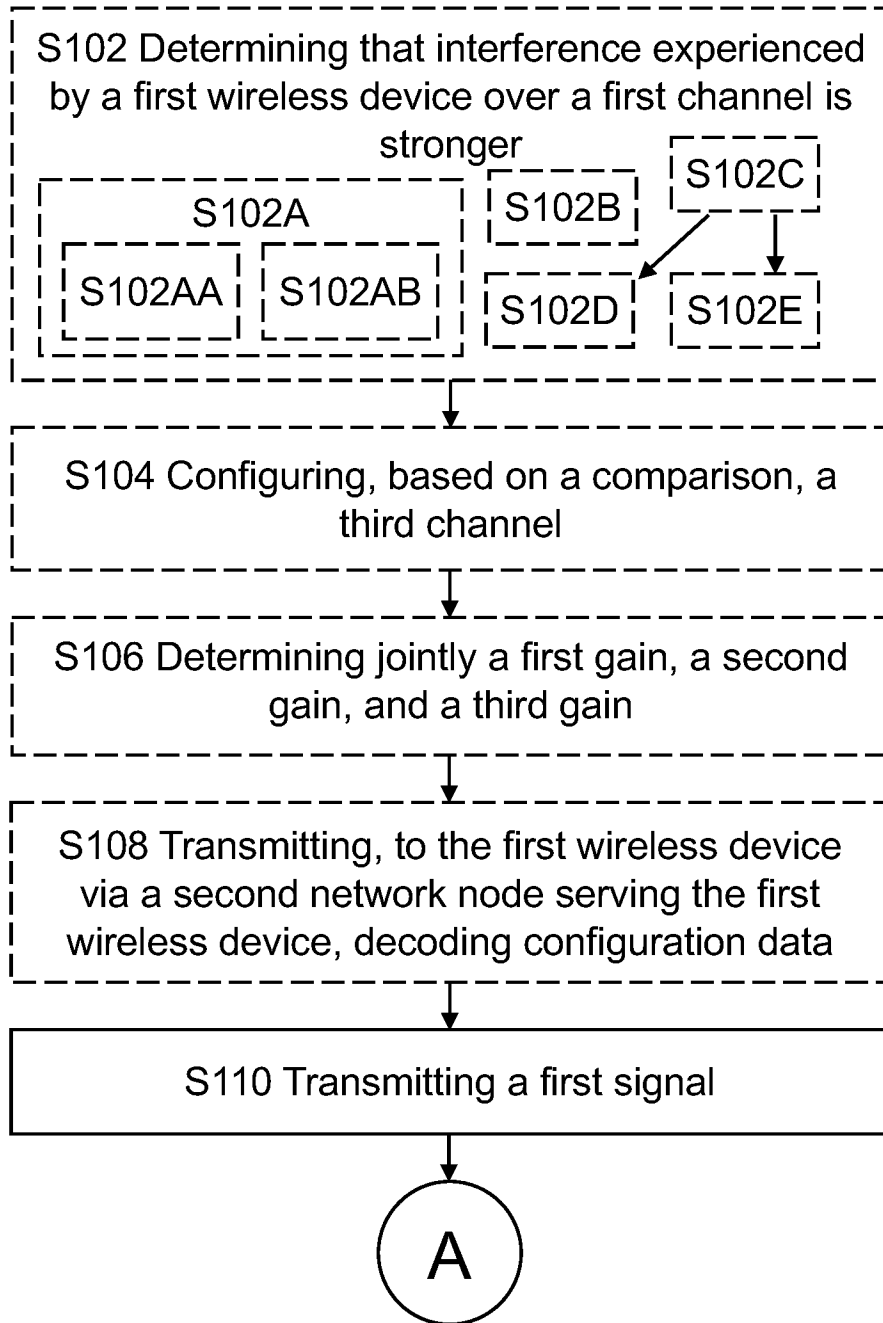 S102 Determining that interference experienced
by a first wireless device over a first channel is
stronger
S102A
S102AA
S102AB
S102B
S102C
S102D
S102E
S104 Configuring, based on a comparison, a
third channel
S106 Determining jointly a first gain, a second
gain, and a third gain
S108 Transmitting, to the first wireless device
via a second network node serving the first
wireless device, decoding configuration data
S110 Transmitting a first signal
A